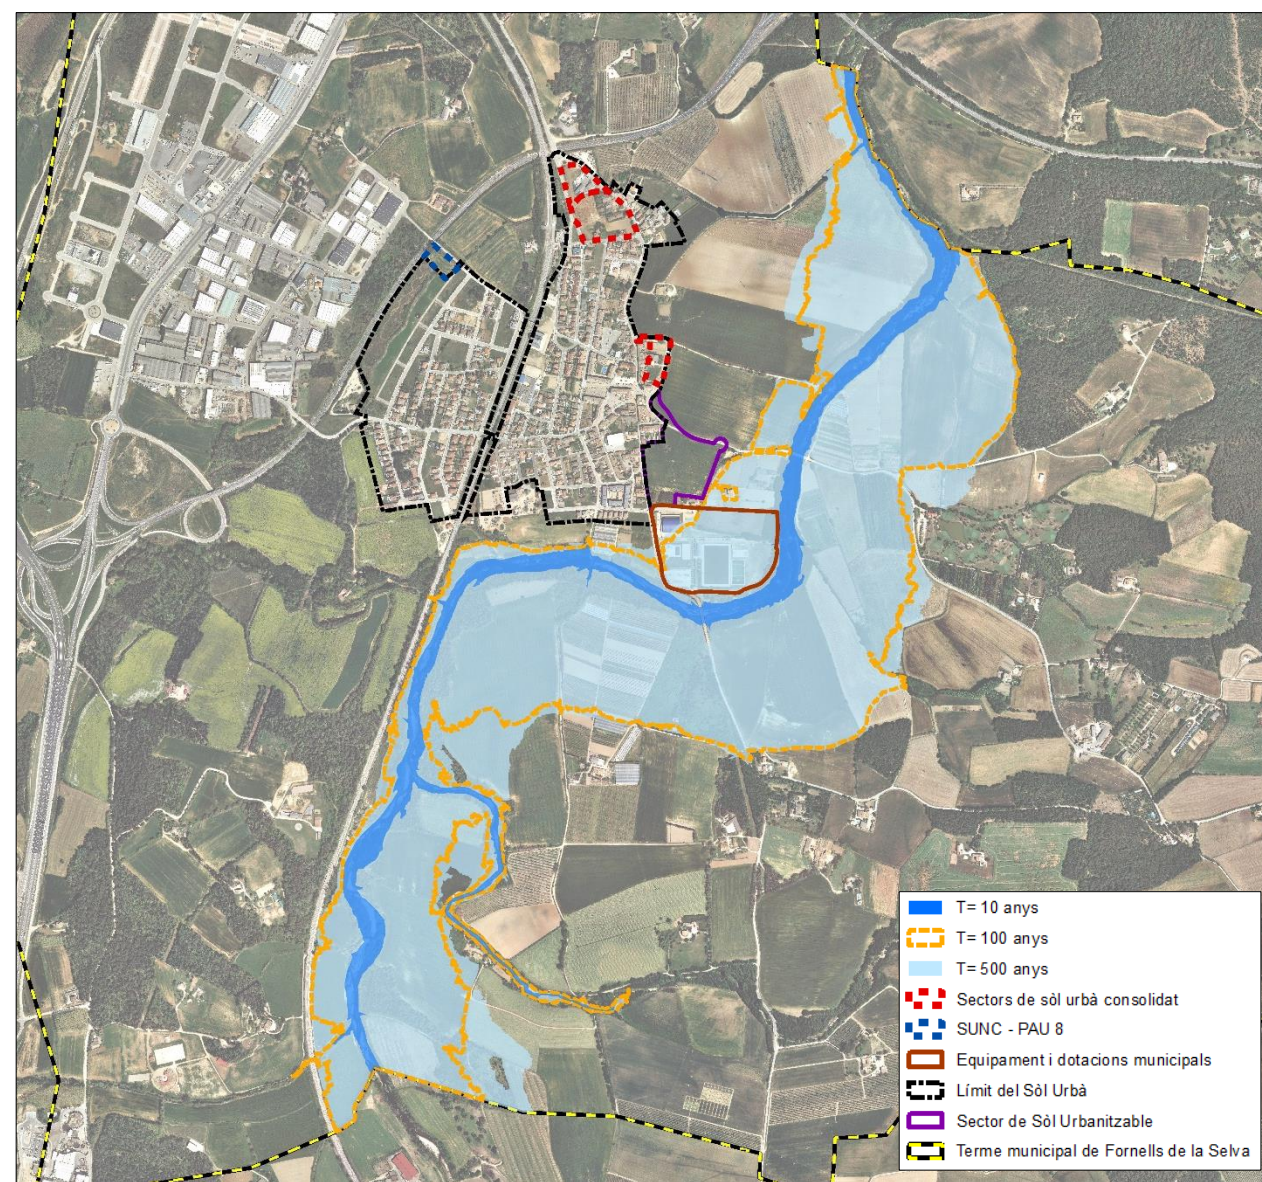 T= 10 anys
T= 100 anys
T= 500 anys
Sectors de sòl urbà consolidat
SUNC - PAU 8
Equipament i dotacions municipals
Límit del Sòl Urbà
Sector de Sòl Urbanitzable
Terme municipal de Fornells de la Selva